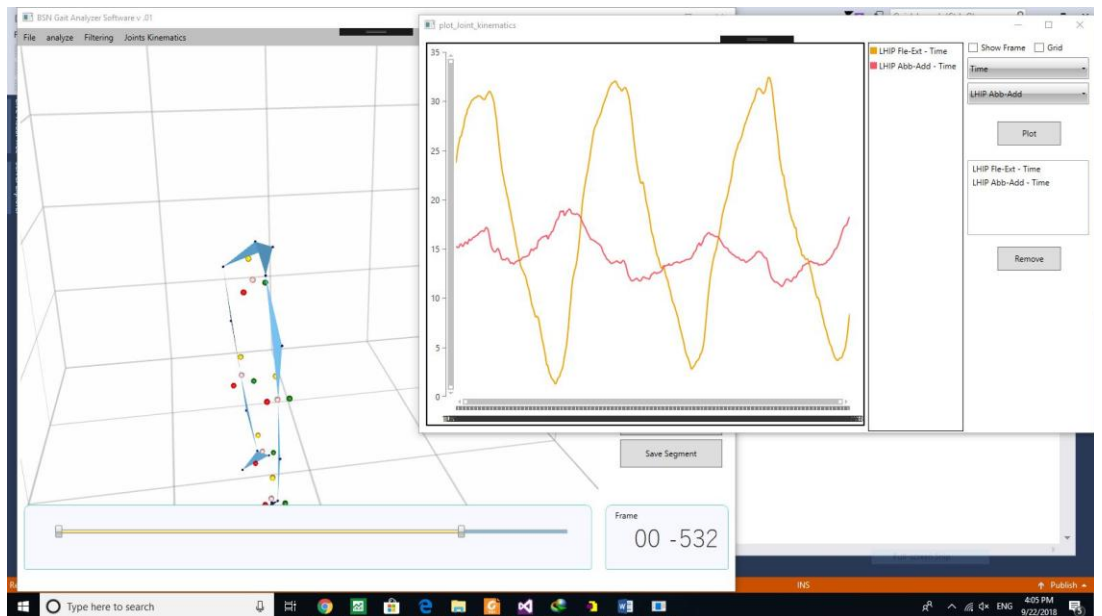 BSN Gait Analyzer Software v .01
File analyze Filtering Joints Kinematics
plot_Joint_kinematics
35
30
25
20
15
10
5
0
LHIP Fle-Ext - Time
LHIP Abb-Add - Time
Show Frame Grid
Time
LHIP Abb-Add
Plot
LHIP Fle-Ext - Time
LHIP Abb-Add - Time
Remove
Save Segment
Frame
00 -532
INS
Publish
Type here to search
ENG
4:05 PM
9/22/2018